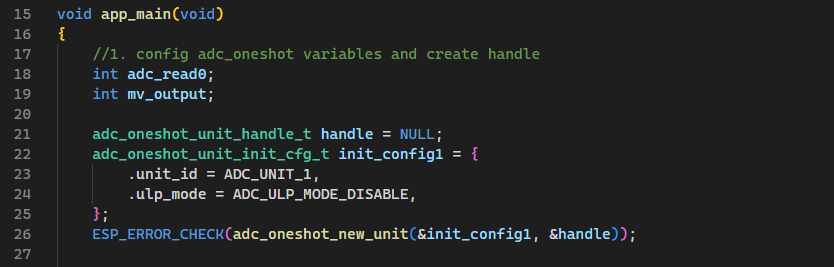 15 void app_main(void)
16 {
17     //1. config adc_oneshot variables and create handle
18     int adc_read0;
19     int mv_output;
20
21     adc_oneshot_unit_handle_t handle = NULL;
22     adc_oneshot_unit_init_cfg_t init_config1 = {
23         .unit_id = ADC_UNIT_1,
24         .ulp_mode = ADC_ULP_MODE_DISABLE,
25     };
26     ESP_ERROR_CHECK(adc_oneshot_new_unit(&init_config1, &handle));
27